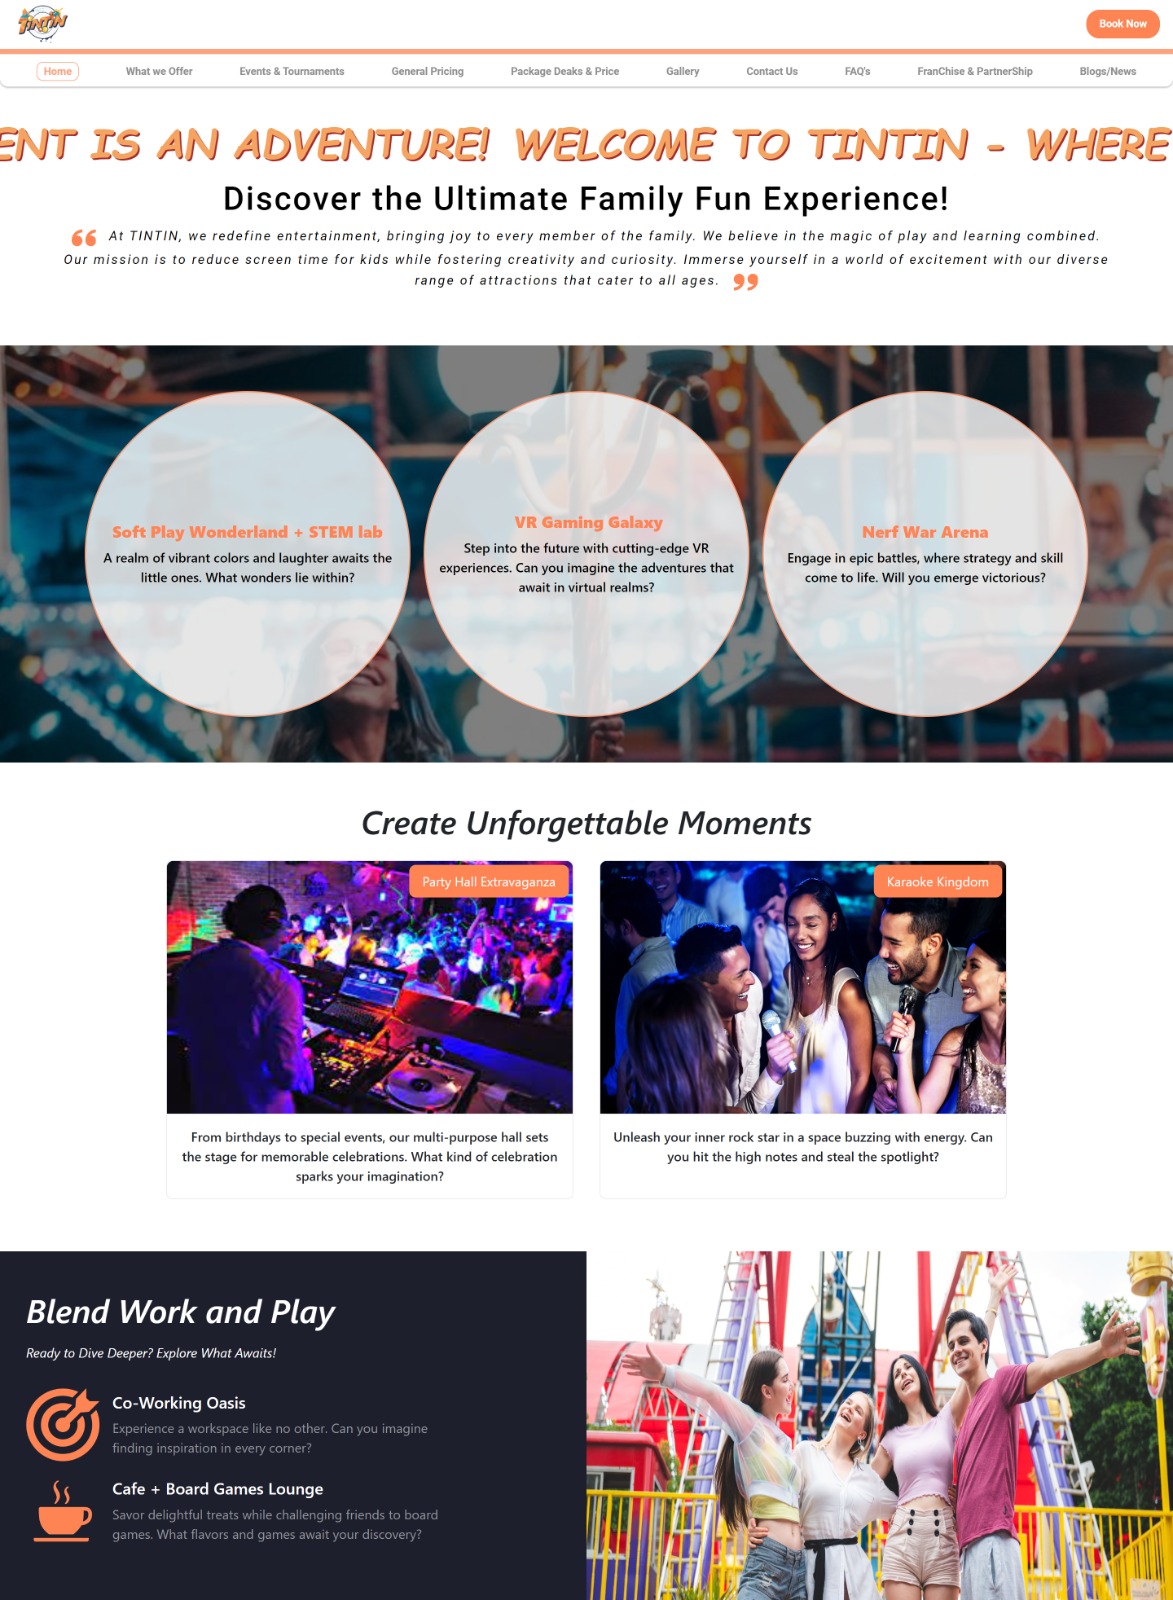 TINTIN
Book Now
Home
What we Offer
Events & Tournaments
General Pricing
Package Deaks & Price
Gallery
Contact Us
FAQ's
FranChise & PartnerShip
Blogs/News
ENT IS AN ADVENTURE! WELCOME TO TINTIN - WHERE
Discover the Ultimate Family Fun Experience!
“ At TINTIN, we redefine entertainment, bringing joy to every member of the family. We believe in the magic of play and learning combined.
Our mission is to reduce screen time for kids while fostering creativity and curiosity. Immerse yourself in a world of excitement with our diverse
range of attractions that cater to all ages. ”
Soft Play Wonderland + STEM lab
A realm of vibrant colors and laughter awaits the
little ones. What wonders lie within?
VR Gaming Galaxy
Step into the future with cutting-edge VR
experiences. Can you imagine the adventures that
await in virtual realms?
Nerf War Arena
Engage in epic battles, where strategy and skill
come to life. Will you emerge victorious?
Create Unforgettable Moments
Party Hall Extravaganza
From birthdays to special events, our multi-purpose hall sets
the stage for memorable celebrations. What kind of celebration
sparks your imagination?
Karaoke Kingdom
Unleash your inner rock star in a space buzzing with energy. Can
you hit the high notes and steal the spotlight?
Blend Work and Play
Ready to Dive Deeper? Explore What Awaits!
Co-Working Oasis
Experience a workspace like no other. Can you imagine
finding inspiration in every corner?
Cafe + Board Games Lounge
Savor delightful treats while challenging friends to board
games. What flavors and games await your discovery?